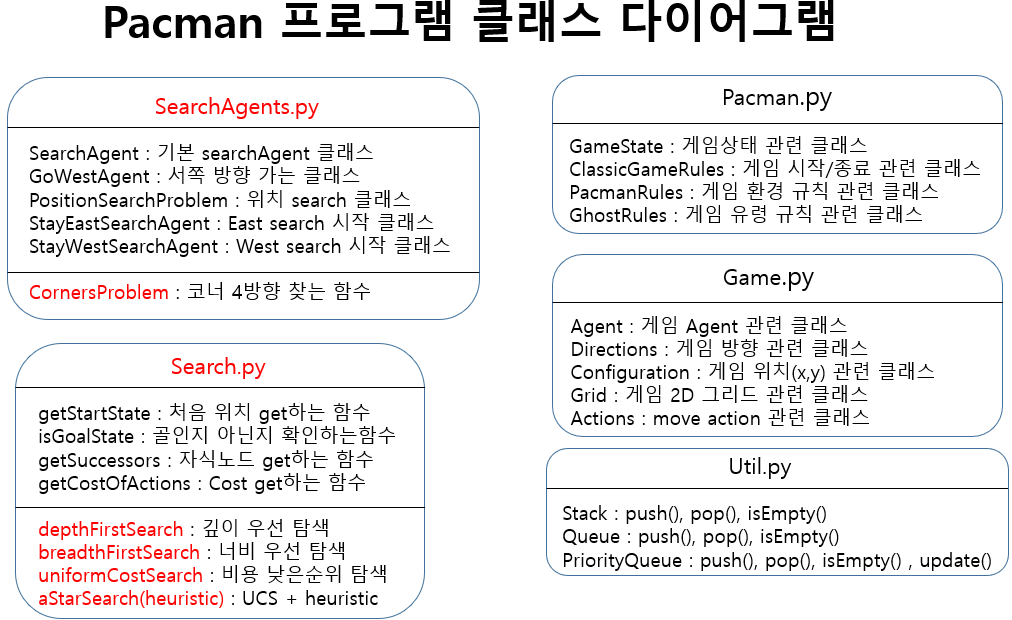 Pacman 프로그램 클래스 다이어그램
SearchAgents.py
SearchAgent : 기본 searchAgent 클래스
GoWestAgent : 서쪽 방향 가는 클래스
PositionSearchProblem : 위치 search 클래스
StayEastSearchAgent : East search 시작 클래스
StayWestSearchAgent : West search 시작 클래스
CornersProblem : 코너 4방향 찾는 함수
Search.py
getStartState : 처음 위치 get하는 함수
isGoalState : 골인지 아닌지 확인하는함수
getSuccessors : 자식노드 get하는 함수
getCostOfActions : Cost get하는 함수
depthFirstSearch : 깊이 우선 탐색
breadthFirstSearch : 너비 우선 탐색
uniformCostSearch : 비용 낮은순위 탐색
aStarSearch(heuristic) : UCS + heuristic
Pacman.py
GameState : 게임상태 관련 클래스
ClassicGameRules : 게임 시작/종료 관련 클래스
PacmanRules : 게임 환경 규칙 관련 클래스
GhostRules : 게임 유령 규칙 관련 클래스
Game.py
Agent : 게임 Agent 관련 클래스
Directions : 게임 방향 관련 클래스
Configuration : 게임 위치(x,y) 관련 클래스
Grid : 게임 2D 그리드 관련 클래스
Actions : move action 관련 클래스
Util.py
Stack : push(), pop(), isEmpty()
Queue : push(), pop(), isEmpty()
PriorityQueue : push(), pop(), isEmpty() , update()